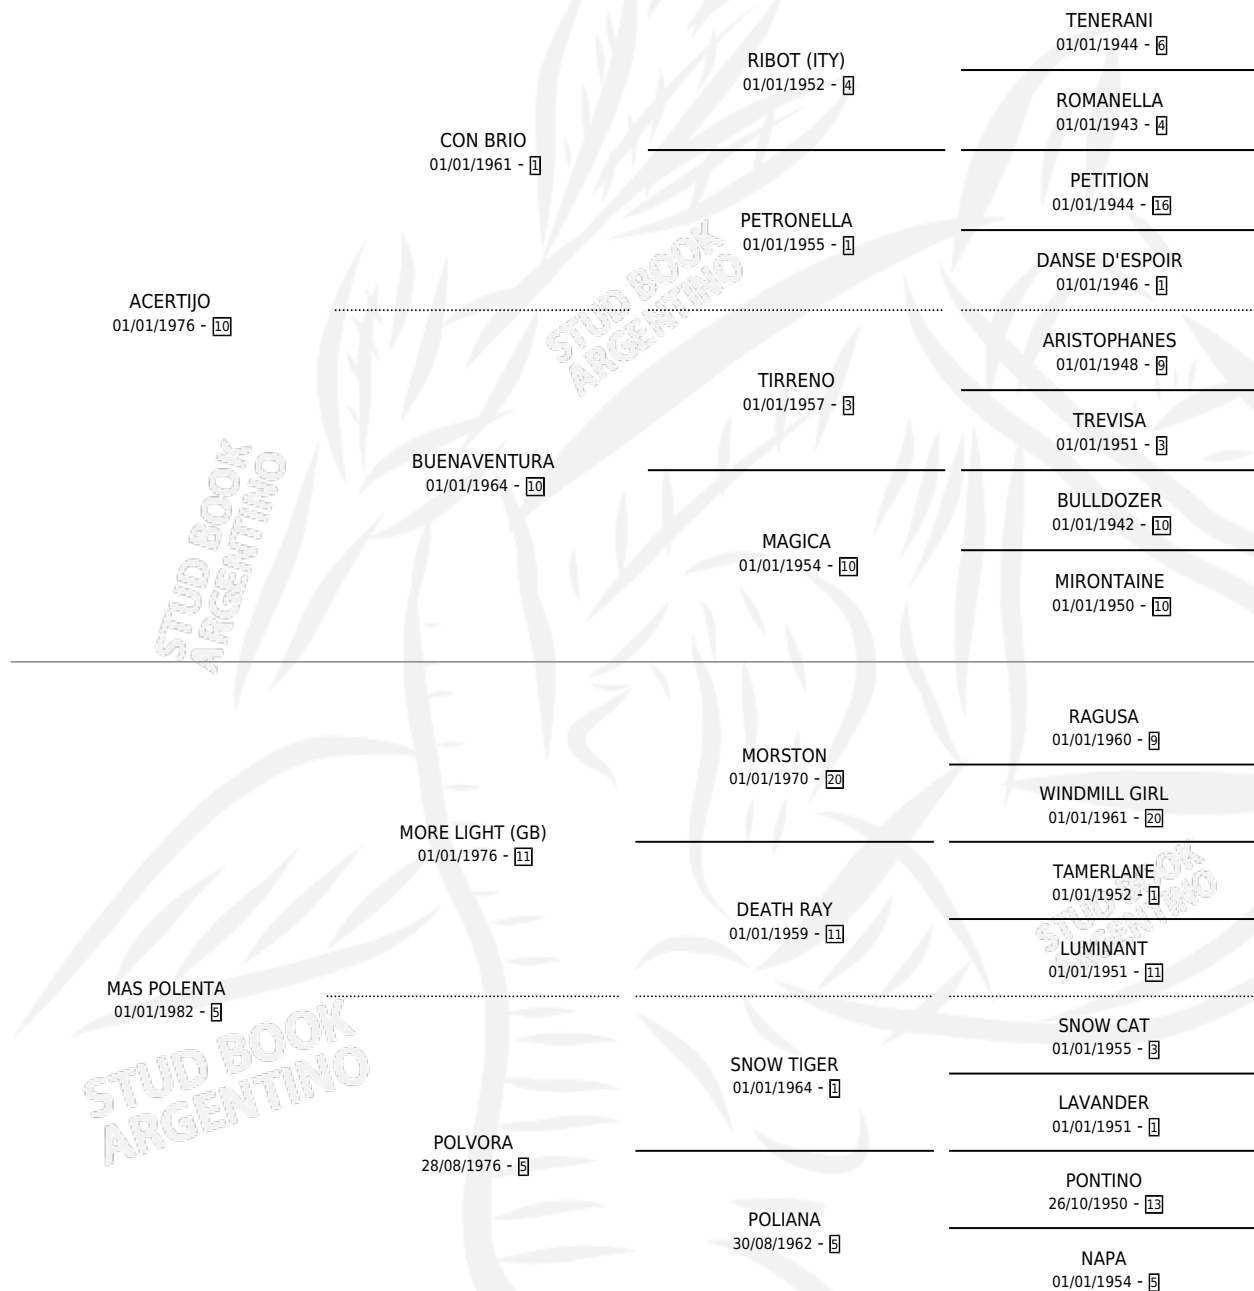 TENERANI
01/01/1944 - 6
RIBOT (ITY)
01/01/1952 - 4
ROMANELLA
01/01/1943 - 4
CON BRIO
01/01/1961 - 1
PETITION
01/01/1944 - 16
PETRONELLA
01/01/1955 - 1
DANSE D'ESPOIR
01/01/1946 - 1
ACERTIJO
01/01/1976 - 10
STUD BOOK
ARGENTINO
ARISTOPHANES
01/01/1948 - 9
TIRRENO
01/01/1957 - 3
TREVISA
01/01/1951 - 3
BUENAVENTURA
01/01/1964 - 10
BULLDOZER
01/01/1942 - 10
MAGICA
01/01/1954 - 10
MIRONTAINE
01/01/1950 - 10
STUD BOOK
ARGENTINO
RAGUSA
01/01/1960 - 9
MORSTON
01/01/1970 - 20
WINDMILL GIRL
01/01/1961 - 20
MORE LIGHT (GB)
01/01/1976 - 11
TAMERLANE
01/01/1952 - 1
DEATH RAY
01/01/1959 - 11
LUMINANT
01/01/1951 - 11
STUD BOOK
ARGENTINO
MAS POLENTA
01/01/1982 - 5
STUD BOOK
ARGENTINO
SNOW CAT
01/01/1955 - 3
SNOW TIGER
01/01/1964 - 1
LAVANDER
01/01/1951 - 1
POLVORA
28/08/1976 - 5
PONTINO
26/10/1950 - 13
POLIANA
30/08/1962 - 5
NAPA
01/01/1954 - 5